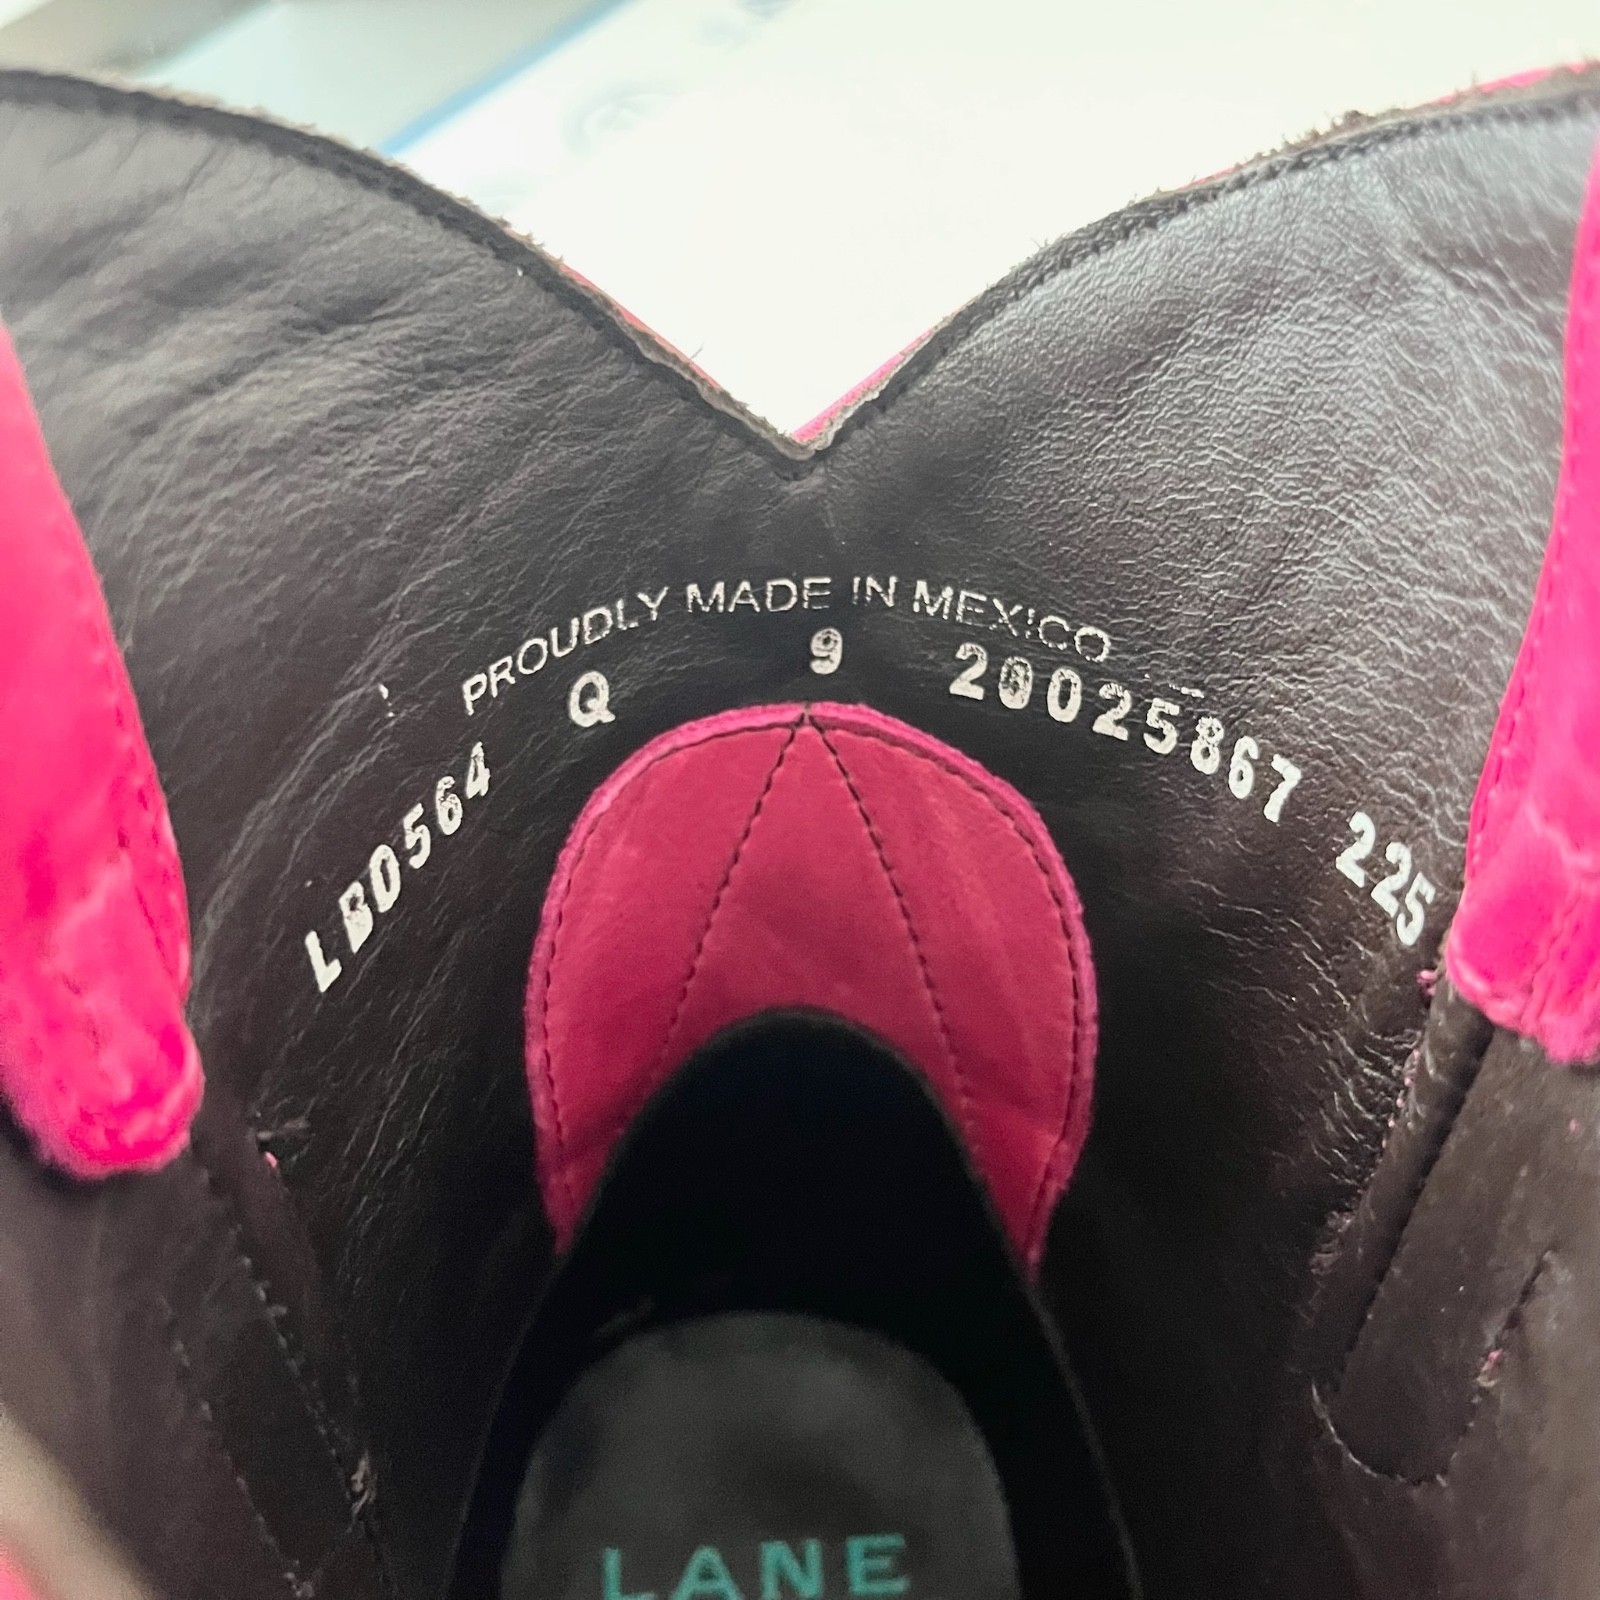 PROUDLY MADE IN MEXICO
LB0564 Q 9 20025867 225
LANE